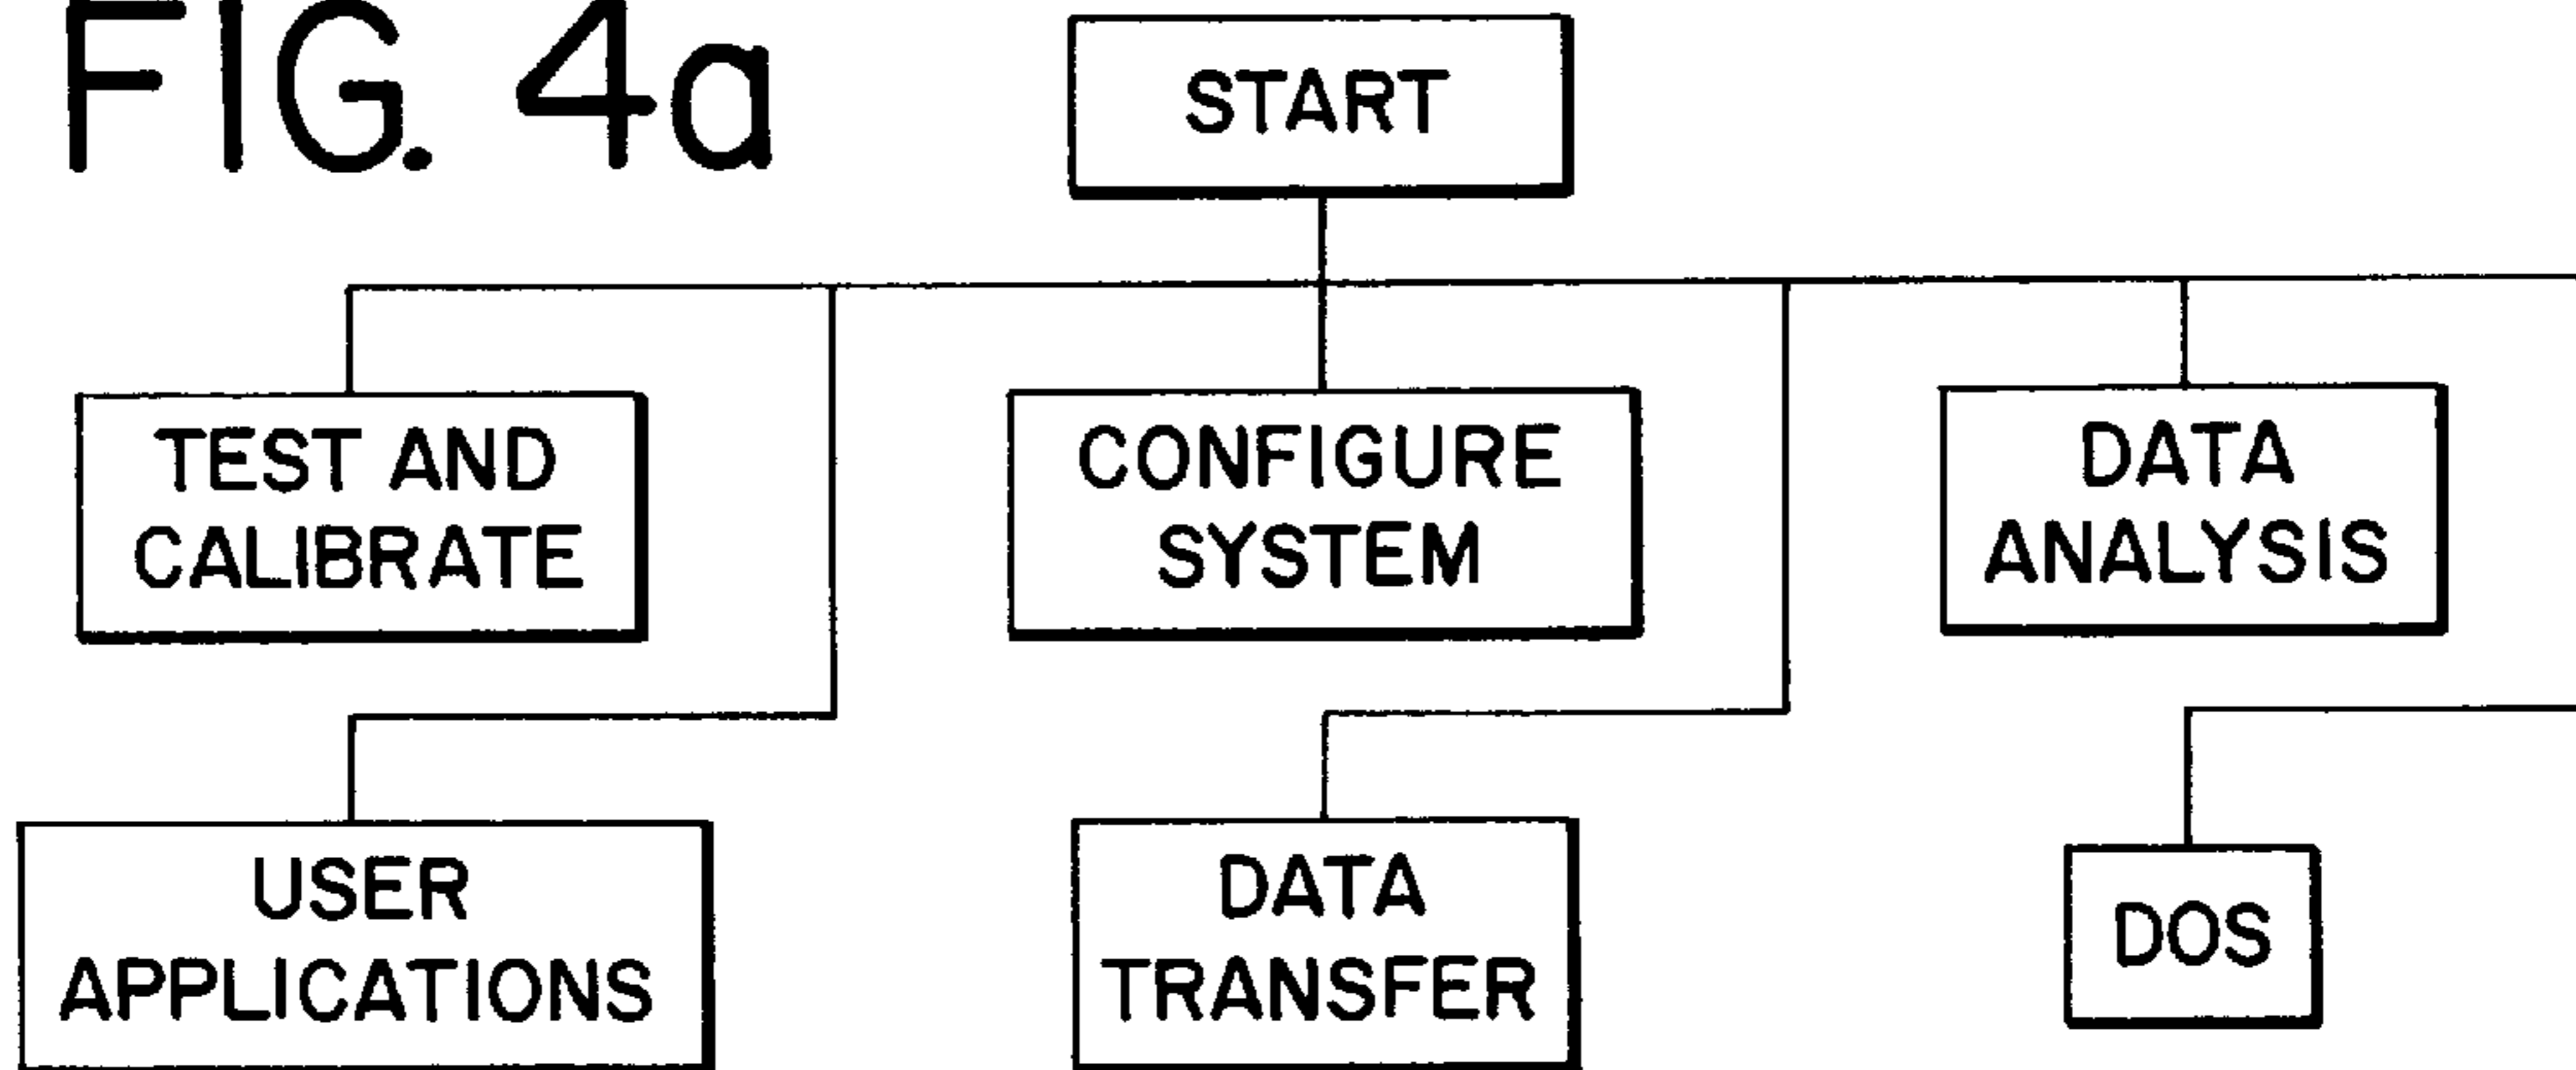 FIG. 4a
START
TEST AND
CALIBRATE
CONFIGURE
SYSTEM
DATA
ANALYSIS
USER
APPLICATIONS
DATA
TRANSFER
DOS